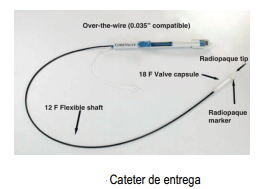 Over-the-wire (0.035" compatible)
Radiopaque tip
18 F Valve capsule
Radiopaque
marker
12 F Flexible shaft
Cateter de entrega